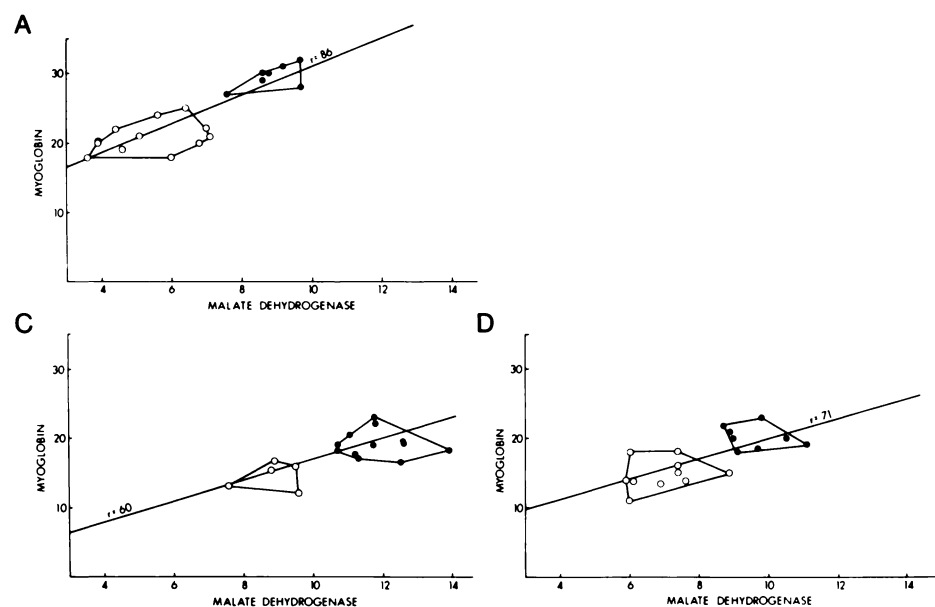 A
30
20
10
MYOGLOBIN
r= 86
4 6 8 10 12 14
MALATE DEHYDROGENASE
C
30
20
10
MYOGLOBIN
r= 60
4 6 8 10 12 14
MALATE DEHYDROGENASE
D
30
20
10
MYOGLOBIN
r= 71
4 6 8 10 12 14
MALATE DEHYDROGENASE